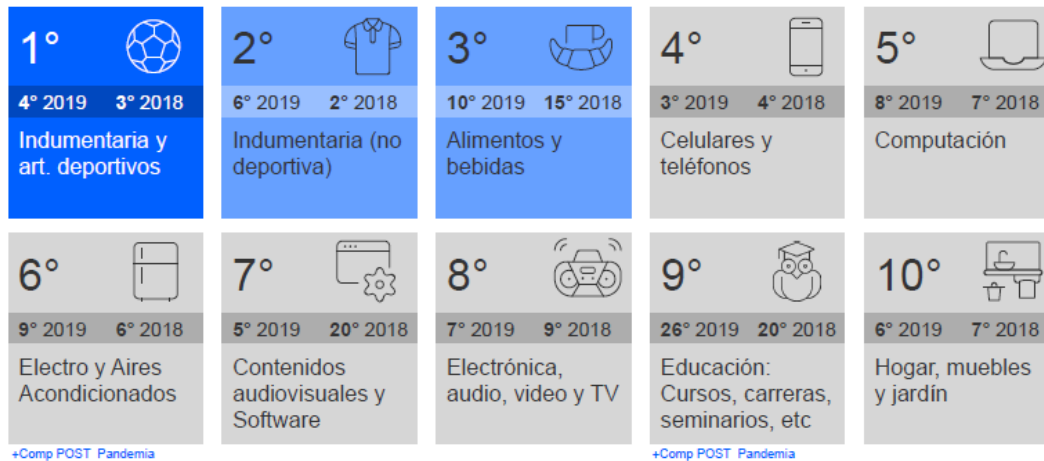 1°
4° 2019 3° 2018
Indumentaria y
art. deportivos
2°
6° 2019 2° 2018
Indumentaria (no
deportiva)
3°
10° 2019 15° 2018
Alimentos y
bebidas
4°
3° 2019 4° 2018
Celulares y
teléfonos
5°
8° 2019 7° 2018
Computación
6°
9° 2019 6° 2018
Electro y Aires
Acondicionados
+Comp POST Pandemia
7°
5° 2019 20° 2018
Contenidos
audiovisuales y
Software
8°
7° 2019 9° 2018
Electrónica,
audio, video y TV
9°
26° 2019 20° 2018
Educación:
Cursos, carreras,
seminarios, etc
+Comp POST Pandemia
10°
6° 2019 7° 2018
Hogar, muebles
y jardín